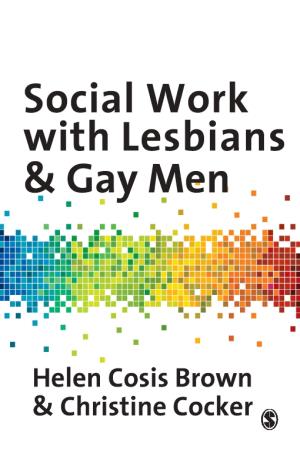 Social Work
with Lesbians
& Gay Men
Helen Cosis Brown
& Christine Cocker